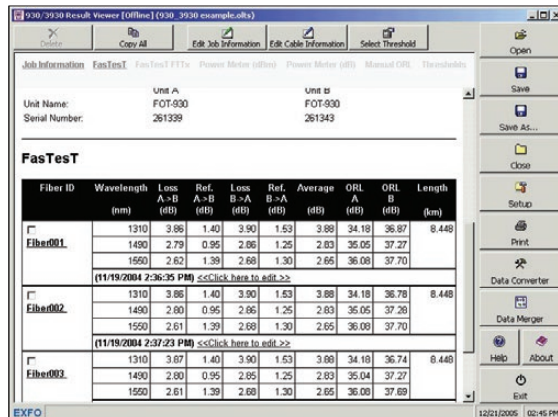 930/3930 Result Viewer [Offline] (930_3930 example.olts)
Delete Copy All Edit Job Information Edit Cable Information Select Threshold
Job Information FasTesT FasTesT FTTx Power Meter (dBm) Power Meter (dB) Manual ORL Thresholds
Unit A Unit B
Unit Name: FOT-930 FOT-930
Serial Number: 261339 261343
FasTesT
Fiber ID Wavelength (nm) Loss A->B (dB) Ref. A->B (dB) Loss B->A (dB) Ref. B->A (dB) Average (dB) ORL A (dB) ORL B (dB) Length (km)
Fiber001 1310 3.86 1.40 3.90 1.53 3.88 34.18 36.87 8.448
1490 2.79 0.95 2.86 1.25 2.83 35.05 37.27
1550 2.62 1.39 2.68 1.30 2.65 36.08 37.70
(11/19/2004 2:36:35 PM) <<Click here to edit.>>
Fiber002 1310 3.86 1.40 3.90 1.53 3.88 34.18 36.78 8.448
1490 2.80 0.95 2.86 1.25 2.83 35.05 37.28
1550 2.61 1.39 2.68 1.30 2.65 36.08 37.70
(11/19/2004 2:37:23 PM) <<Click here to edit.>>
Fiber003 1310 3.87 1.40 3.90 1.53 3.88 34.18 36.74 8.448
1490 2.80 0.95 2.85 1.25 2.83 35.04 37.27
1550 2.61 1.39 2.68 1.30 2.65 36.08 37.69
Open
Save
Save As...
Close
Setup
Print
Data Converter
Data Merger
Help About
Exit
EXFO 12/21/2005 02:45 PM